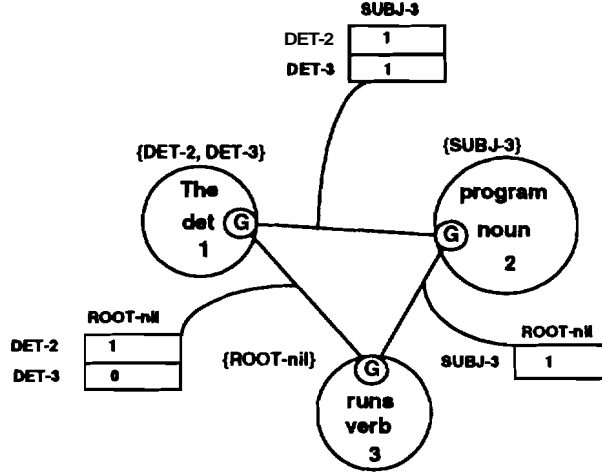 SUBJ-3
DET-2 1
DET-3 1
{DET-2, DET-3}
{SUBJ-3}
The
det
1
G
program
noun
2
G
ROOT-nil
DET-2 1
DET-3 0
{ROOT-nil}
ROOT-nil
SUBJ-3 1
G
runs
verb
3